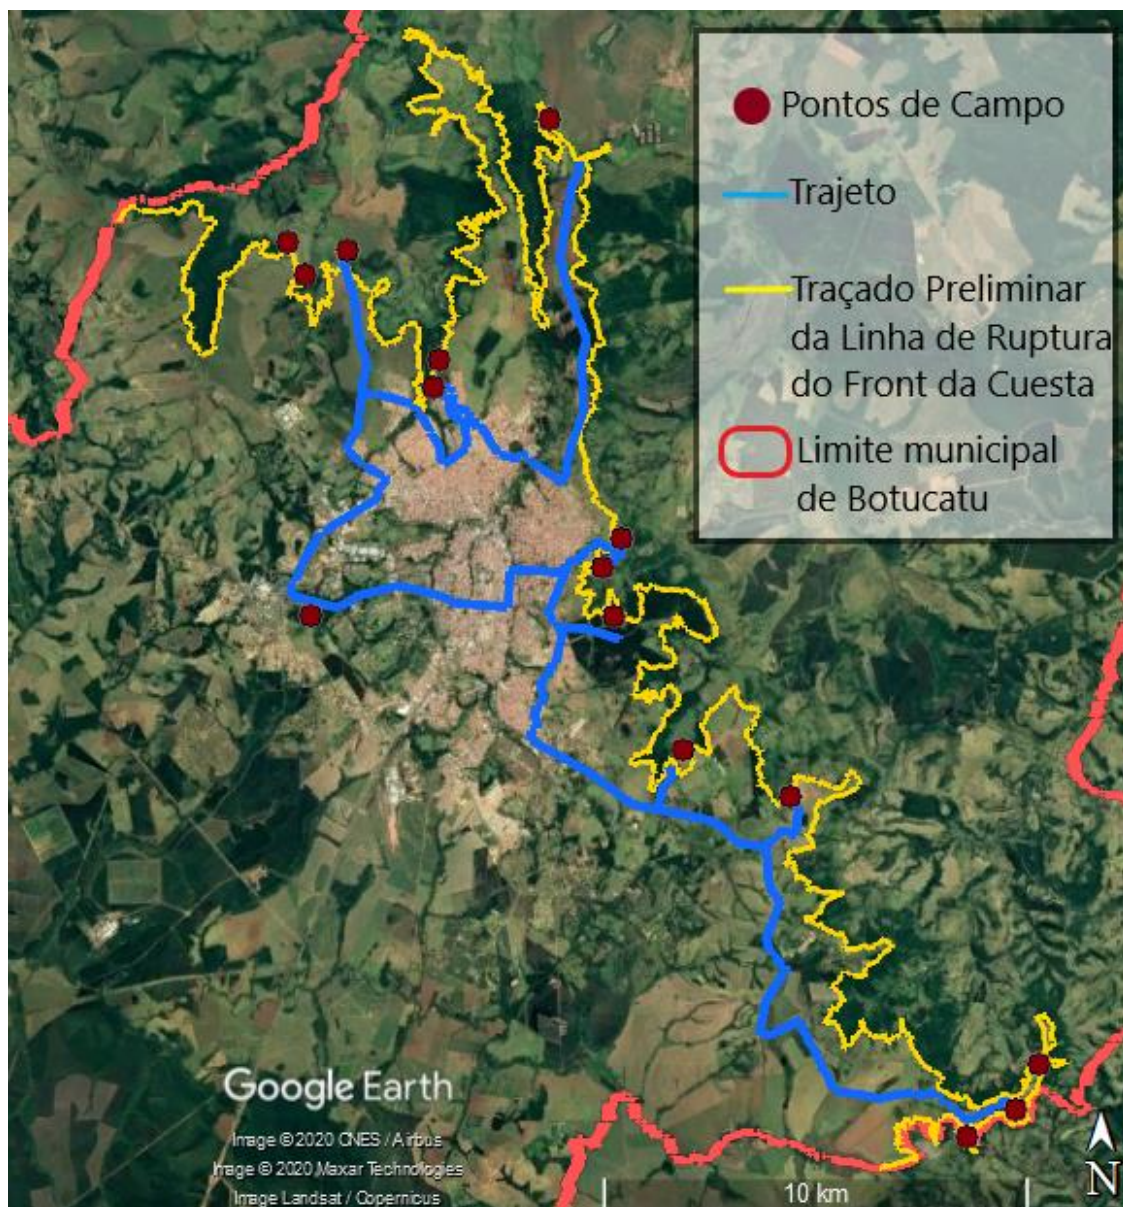 Pontos de Campo
Trajeto
Traçado Preliminar
da Linha de Ruptura
do Front da Cuesta
Limite municipal
de Botucatu
Google Earth
Image © 2020 CNES / Airbus
Image © 2020 Maxar Technologies
Image Landsat / Copernicus
10 km
N